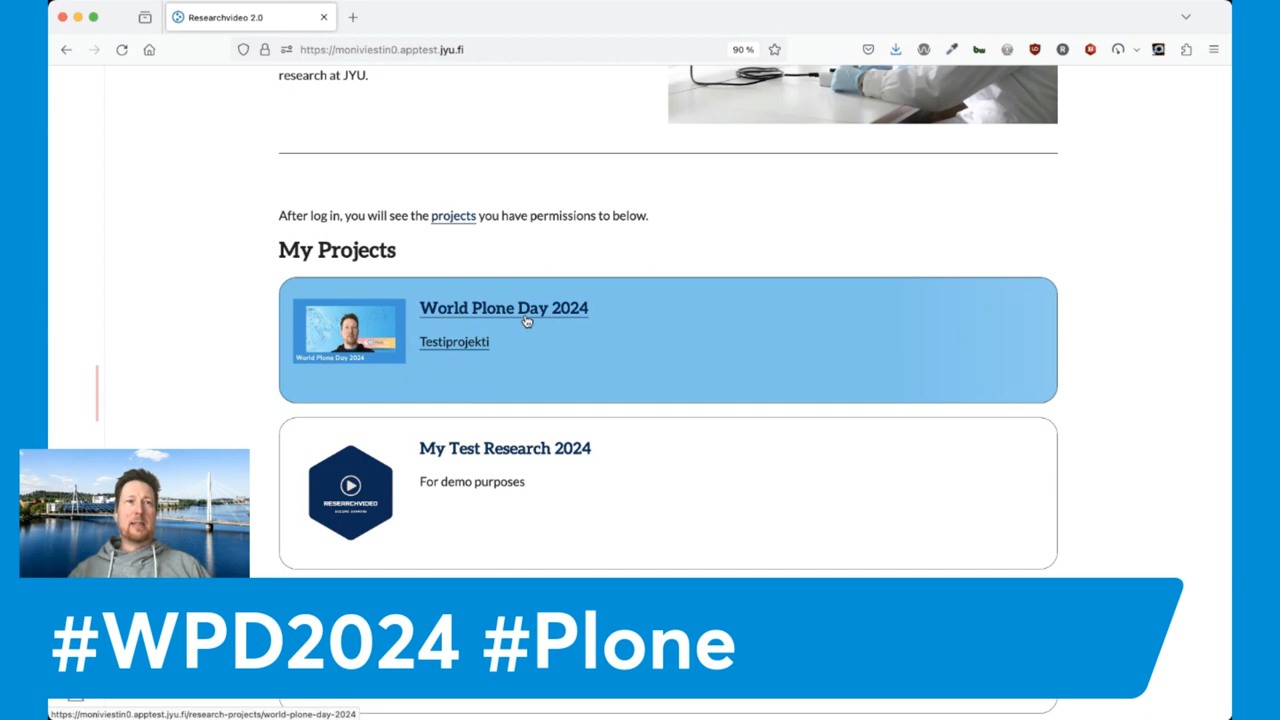 Researchvideo 2.0
https://moniviestin0.apptest.jyu.fi
90 %
research at JYU.
After log in, you will see the projects you have permissions to below.
My Projects
World Plone Day 2024
Testiprojekti
World Plone Day 2024
My Test Research 2024
For demo purposes
RESEARCHVIDEO
#WPD2024 #Plone
https://moniviestin0.apptest.jyu.fi/research-projects/world-plone-day-2024